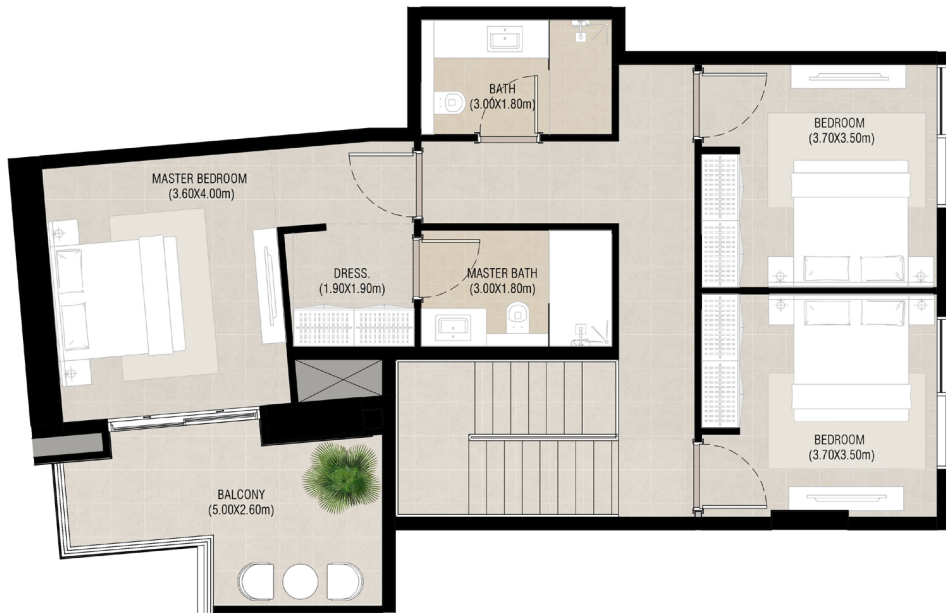 BATH
(3.00X1.80m)
BEDROOM
(3.70X3.50m)
MASTER BEDROOM
(3.60X4.00m)
DRESS.
(1.90X1.90m)
MASTER BATH
(3.00X1.80m)
BEDROOM
(3.70X3.50m)
BALCONY
(5.00X2.60m)